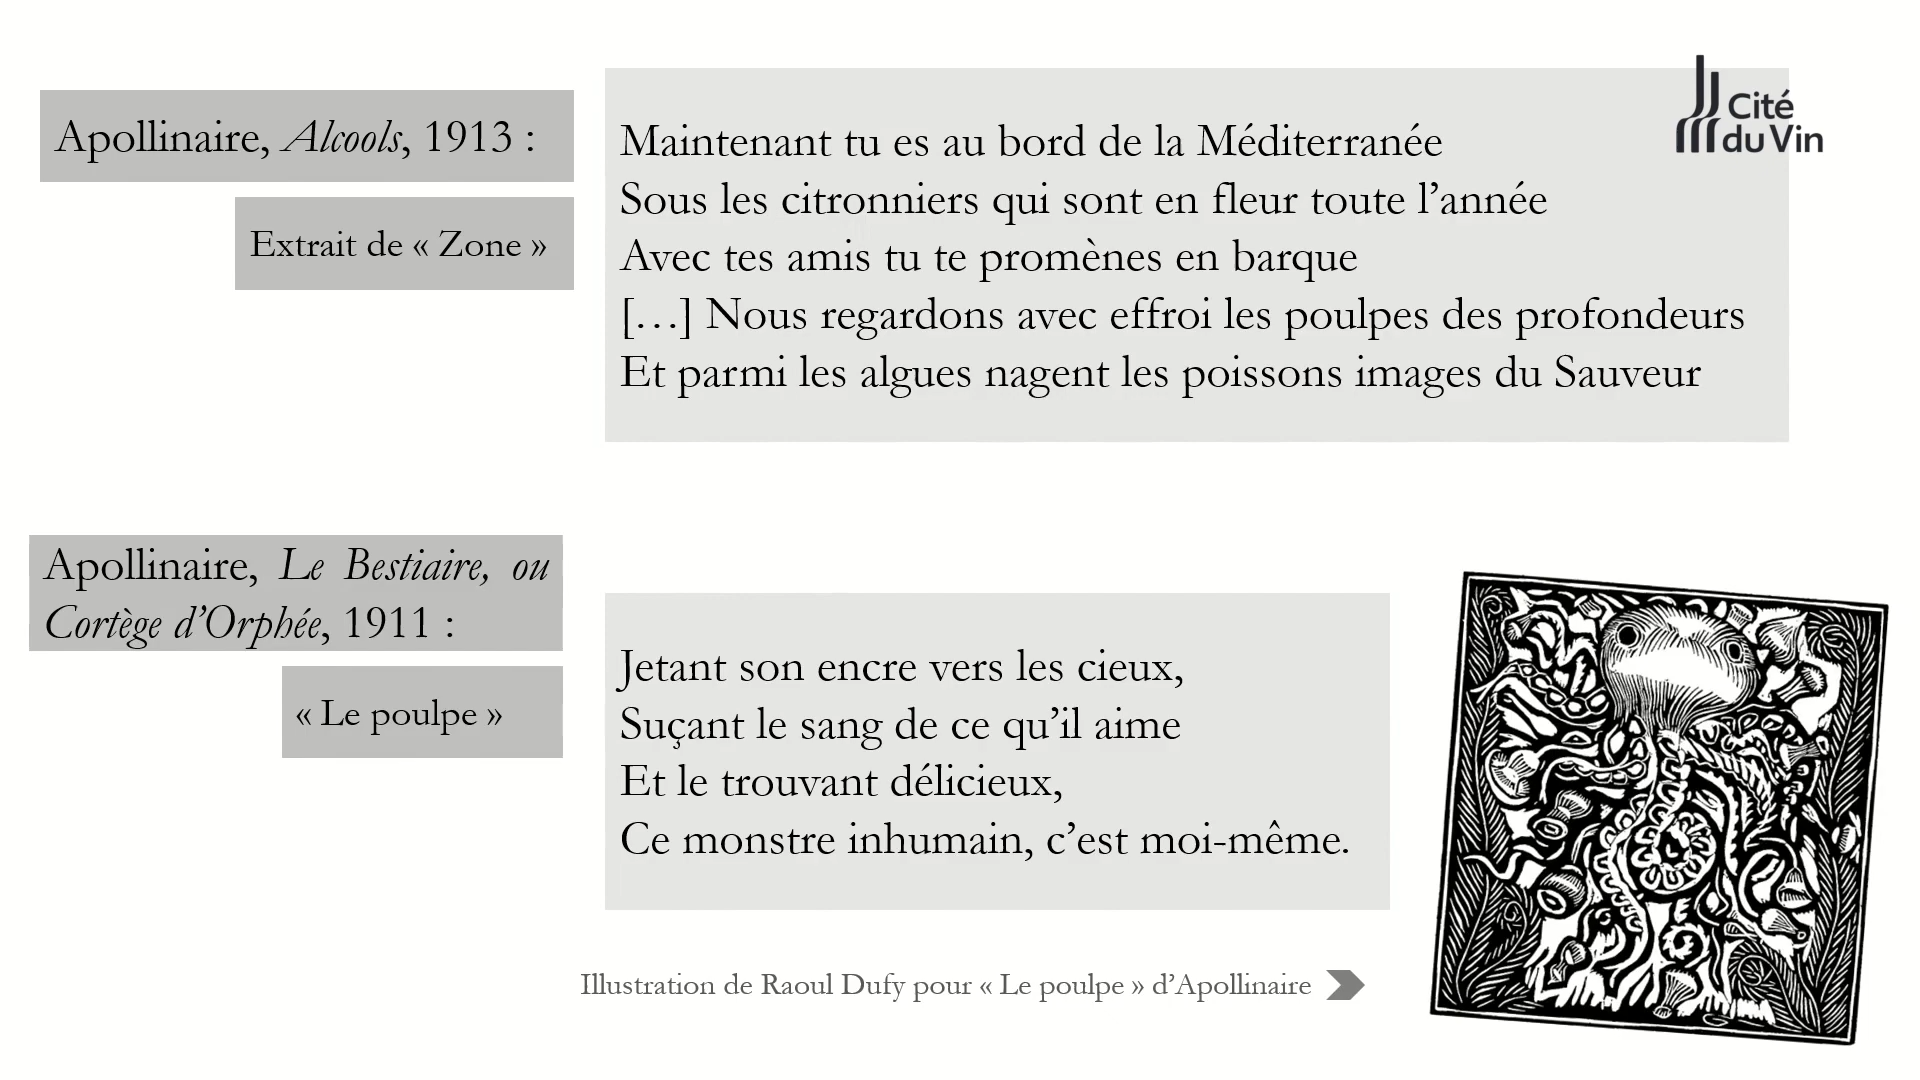 Apollinaire, Alcools, 1913 :
Extrait de « Zone »
Maintenant tu es au bord de la Méditerranée
Sous les citronniers qui sont en fleur toute l’année
Avec tes amis tu te promènes en barque
[…] Nous regardons avec effroi les poulpes des profondeurs
Et parmi les algues nagent les poissons images du Sauveur
Cité
du Vin
Apollinaire, Le Bestiaire, ou
Cortège d’Orphée, 1911 :
« Le poulpe »
Jetant son encre vers les cieux,
Suçant le sang de ce qu’il aime
Et le trouvant délicieux,
Ce monstre inhumain, c’est moi-même.
Illustration de Raoul Dufy pour « Le poulpe » d’Apollinaire